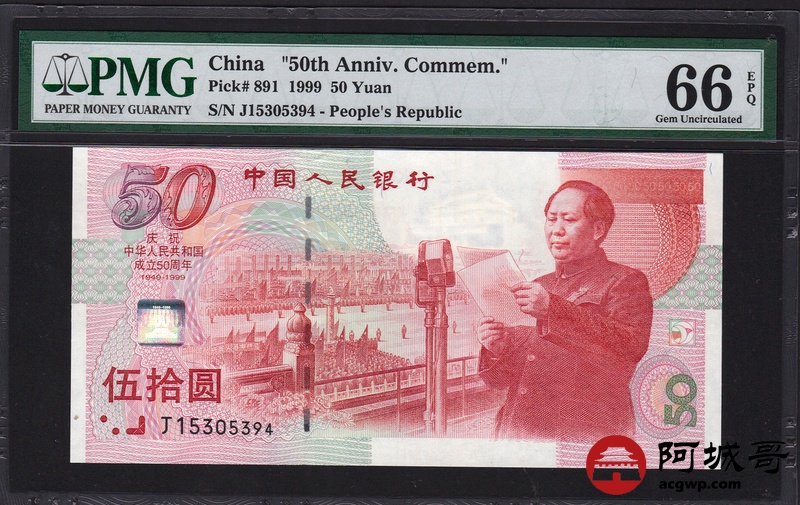 PMG
PAPER MONEY GUARANTY
China "50th Anniv. Commem."
Pick# 891 1999 50 Yuan
S/N J15305394 - People's Republic
66
EPQ
Gem Uncirculated
50
中国人民银行
庆祝
中华人民共和国
成立50周年
1949-1999
伍拾圆
J15305394
50
阿城哥
acgwp.com